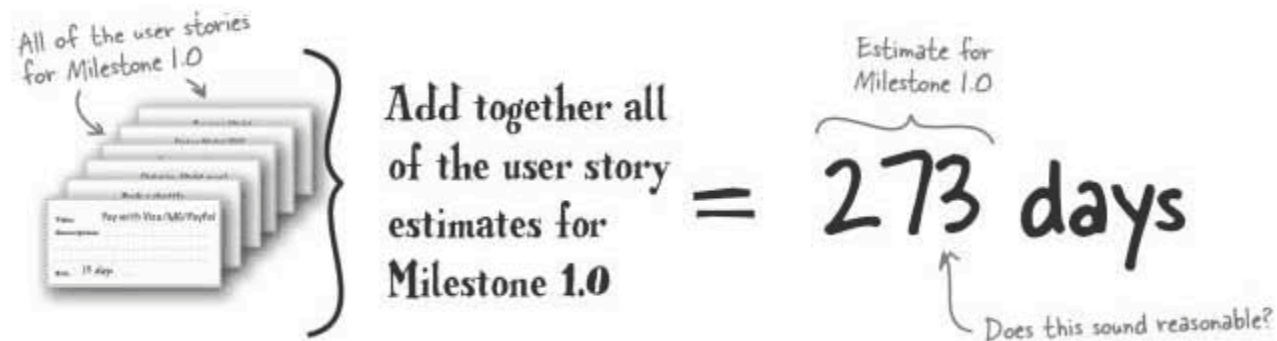 All of the user stories
for Milestone 1.0
Title: Pay with Visa/MC/PayPal
Description:
Est. days
Add together all
of the user story
estimates for
Milestone 1.0
= 273 days
Estimate for
Milestone 1.0
Does this sound reasonable?